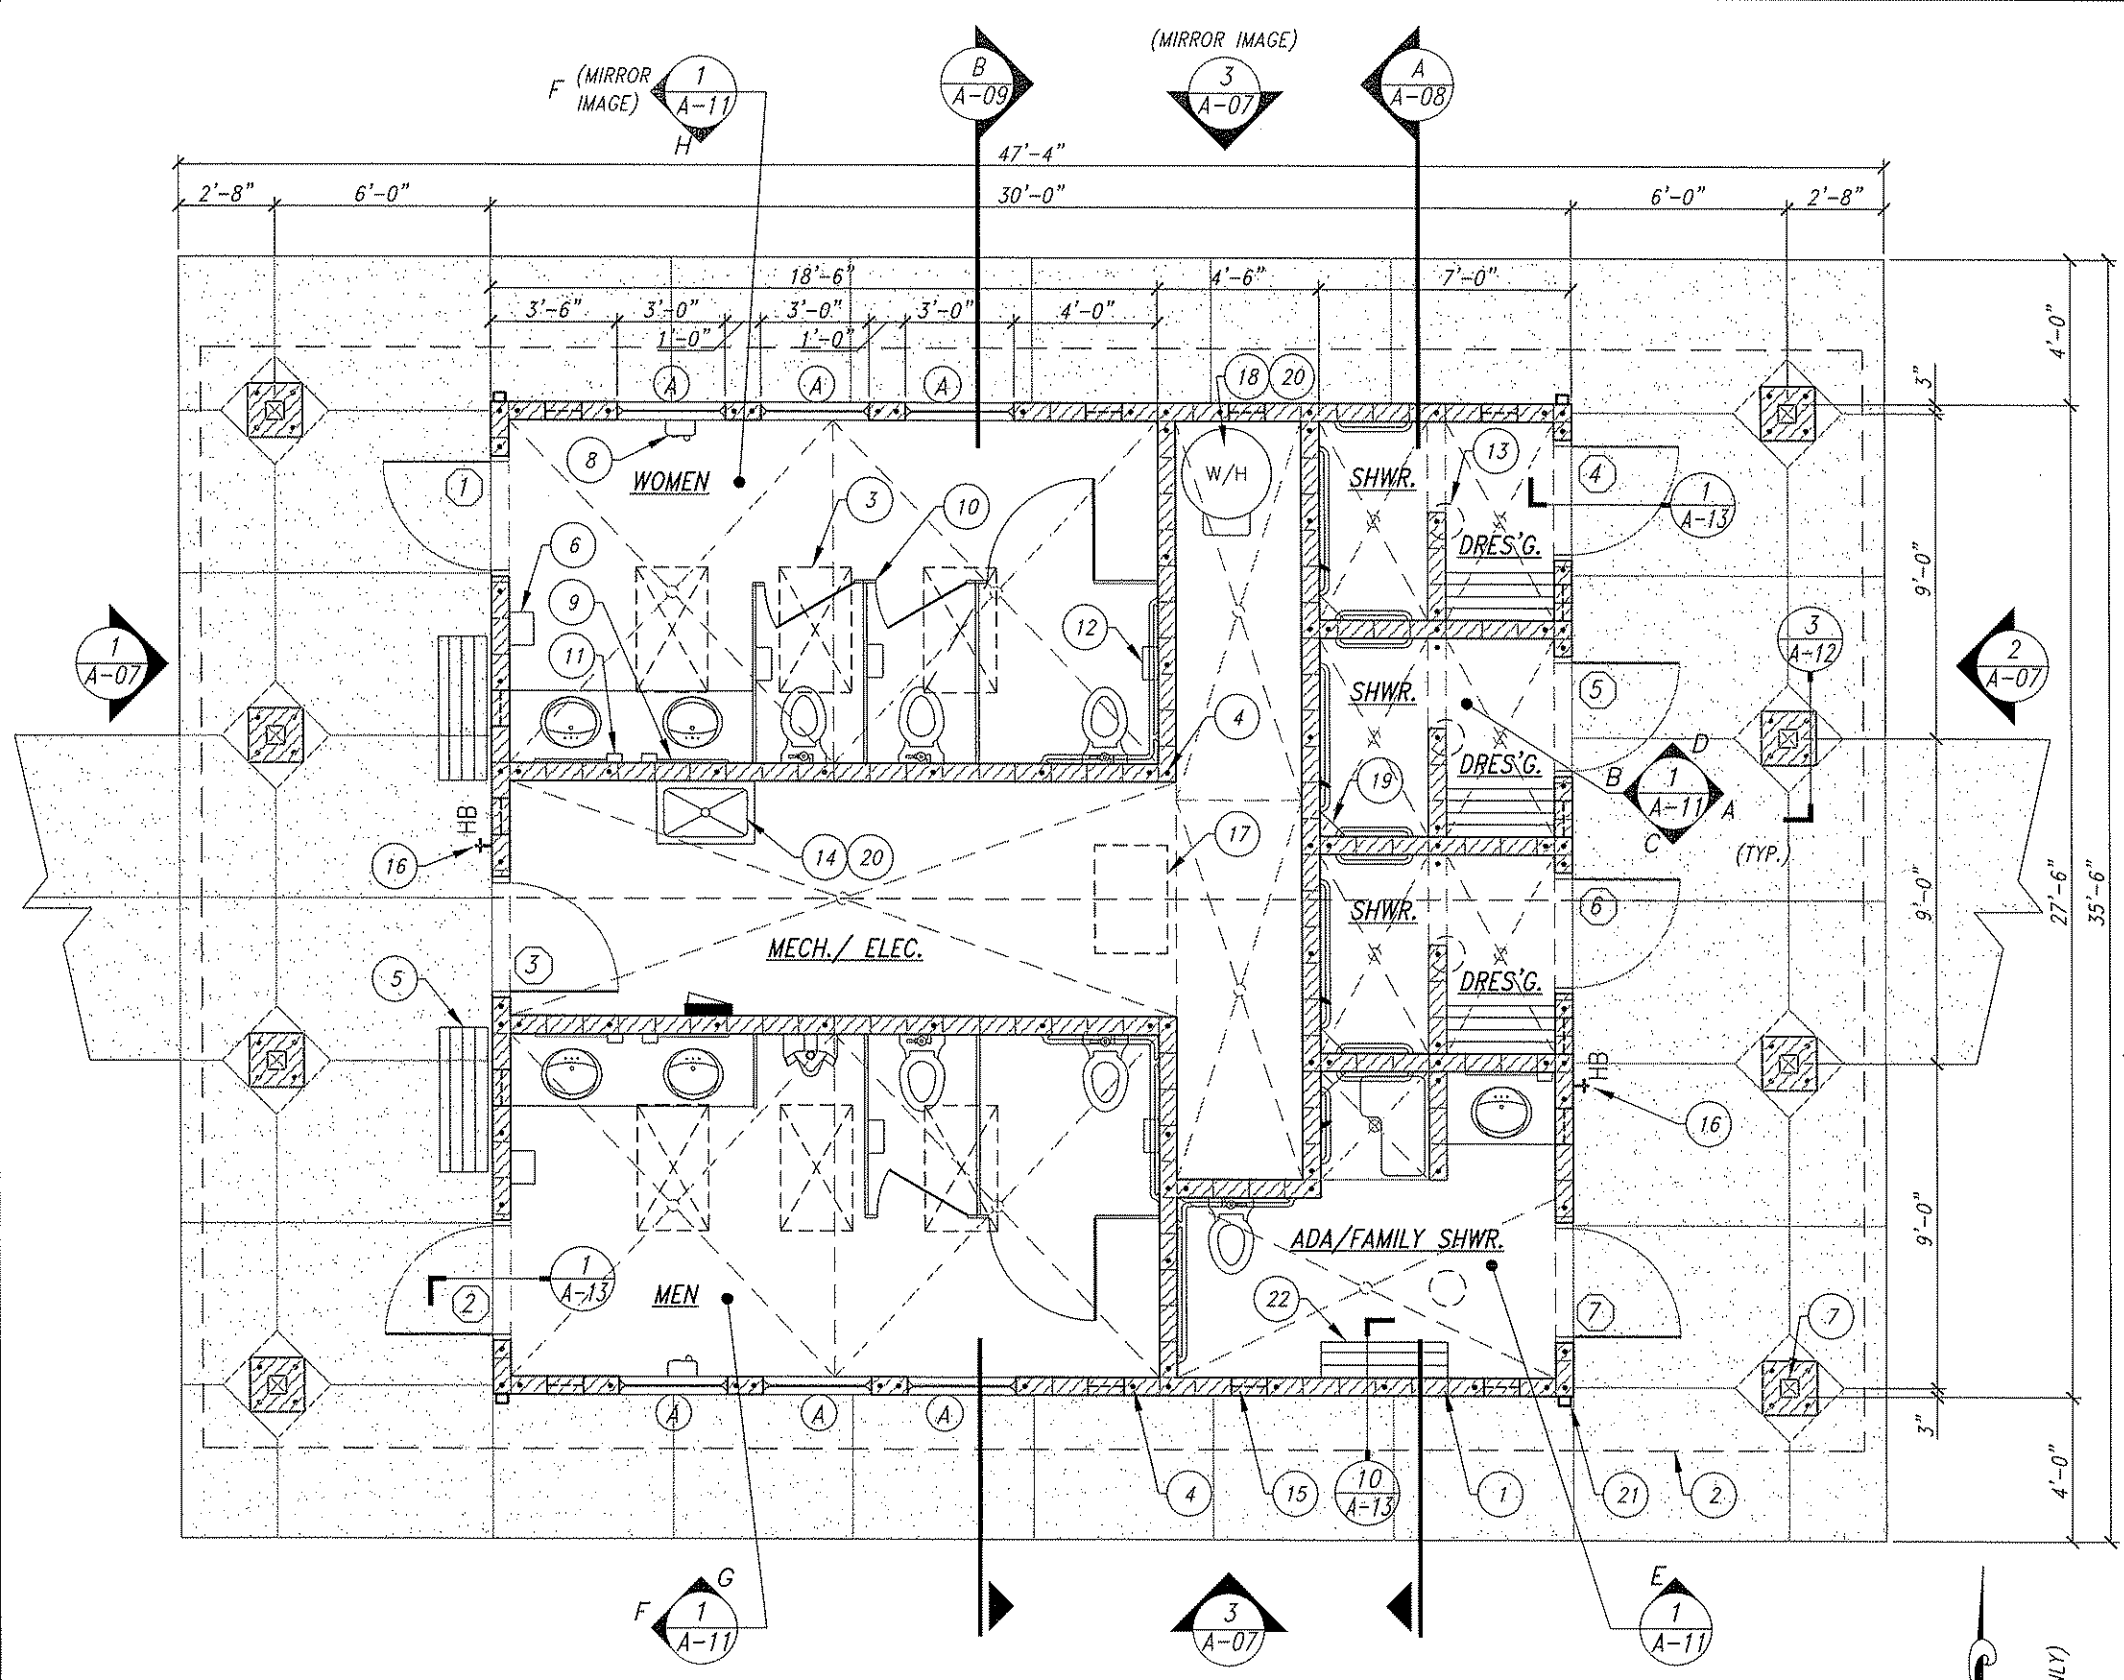 (MIRROR IMAGE)
F (MIRROR
IMAGE)
1
A-11
H
B
A-09
3
A-07
A
A-08
47'-4"
2'-8"
6'-0"
30'-0"
6'-0"
2'-8"
18'-6"
4'-6"
7'-0"
3'-6"
3'-0"
3'-0"
3'-0"
4'-0"
1'-0"
1'-0"
4'-0"
3"
A
A
A
18
20
1
8
WOMEN
3
10
W/H
SHWR.
13
4
1
A-13
DRES'G.
9'-0"
6
9
11
12
1
A-07
3
A-12
2
A-07
4
SHWR.
5
D
DRES'G.
B
1
A-11
A
C
(TYP.)
19
HB
16
14
20
17
3
MECH./ ELEC.
SHWR.
6
DRES'G.
9'-0"
27'-6"
35'-6"
5
HB
16
2
1
A-13
MEN
ADA/FAMILY SHWR.
22
7
7
9'-0"
A
A
A
4
15
10
A-13
1
21
2
3"
4'-0"
F
G
1
A-11
3
A-07
E
1
A-11